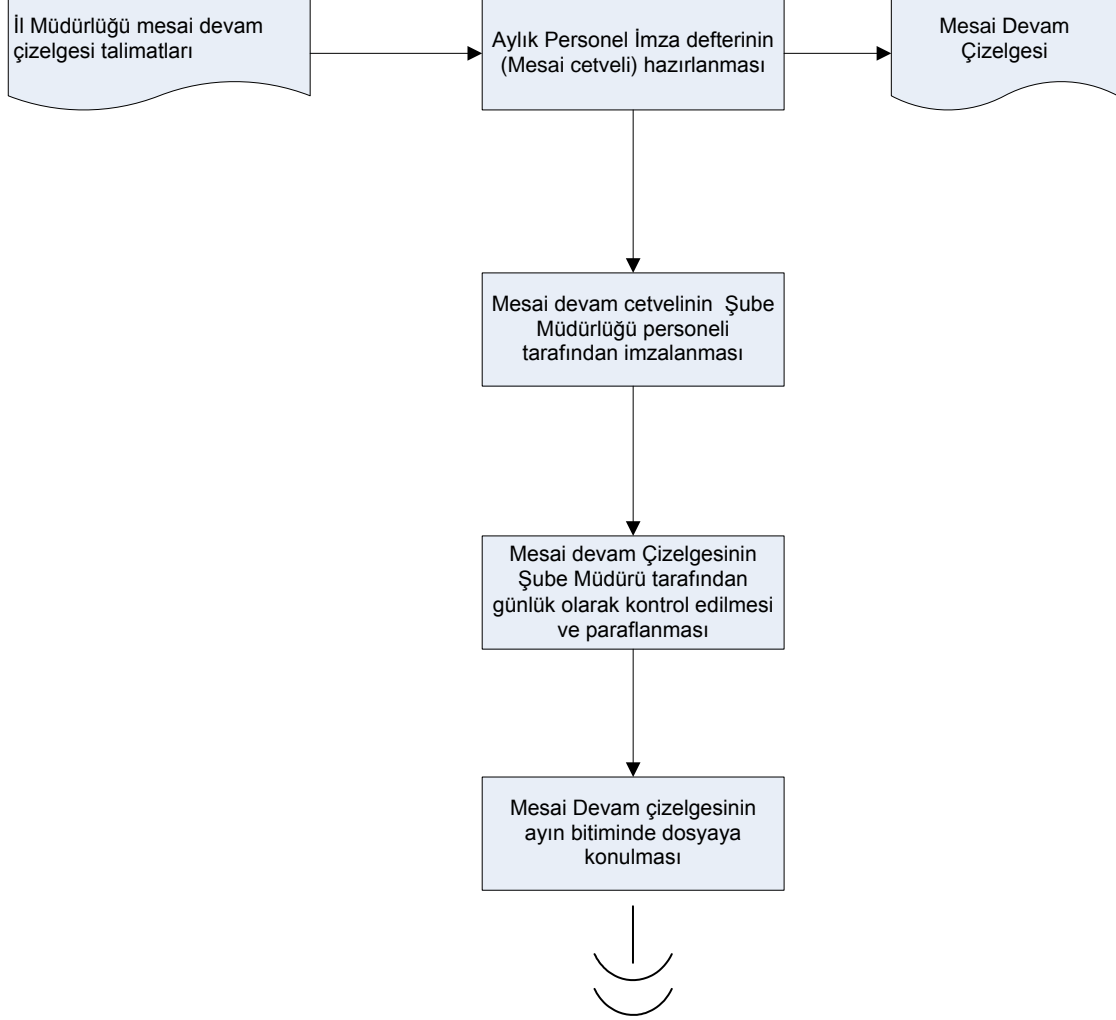 İl Müdürlüğü mesai devam
çizelgesi talimatları
Aylık Personel İmza defterinin
(Mesai cetveli) hazırlanması
Mesai Devam
Çizelgesi
Mesai devam cetvelinin Şube
Müdürlüğü personeli
tarafından imzalanması
Mesai devam Çizelgesinin
Şube Müdürü tarafından
günlük olarak kontrol edilmesi
ve paraflanması
Mesai Devam çizelgesinin
ayın bitiminde dosyaya
konulması